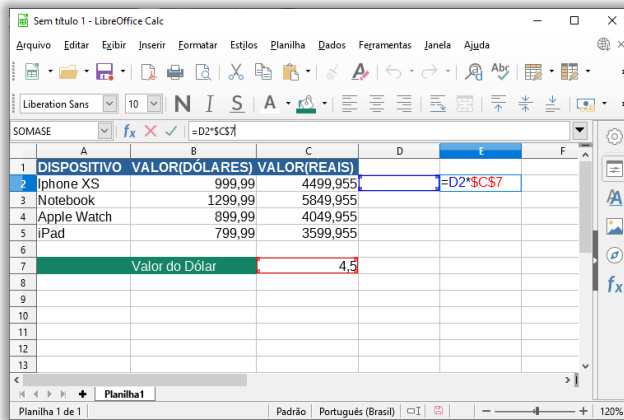 Sem título 1 - LibreOffice Calc
Arquivo Editar Exibir Inserir Formatar Estilos Planilha Dados Ferramentas Janela Ajuda
Liberation Sans 10 N I S A
SOMASE fx =D2*$C$7
A B C D E F
1 DISPOSITIVO VALOR(DÓLARES) VALOR(REAIS)
2 Iphone XS 999,99 4499,955 =D2*$C$7
3 Notebook 1299,99 5849,955
4 Apple Watch 899,99 4049,955
5 iPad 799,99 3599,955
6
7 Valor do Dólar 4,5
8
9
10
11
12
13
Planilha1
Planilha 1 de 1 Padrão Português (Brasil) 120%